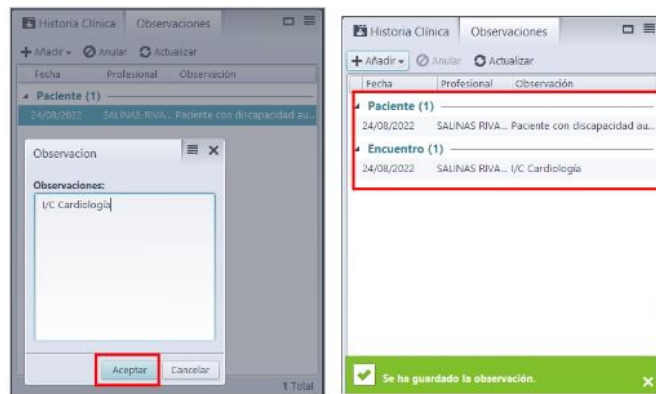 Historia Clínica Observaciones
Añadir Anular Actualizar
Fecha Profesional Observación
Paciente (1)
24/08/2022 SALINAS RIVA... Paciente con discapacidad au...
Observacion
Observaciones:
I/C Cardiología
Aceptar Cancelar
1 Total
Historia Clínica Observaciones
Añadir Anular Actualizar
Fecha Profesional Observación
Paciente (1)
24/08/2022 SALINAS RIVA... Paciente con discapacidad au...
Encuentro (1)
24/08/2022 SALINAS RIVA... I/C Cardiología
Se ha guardado la observación.